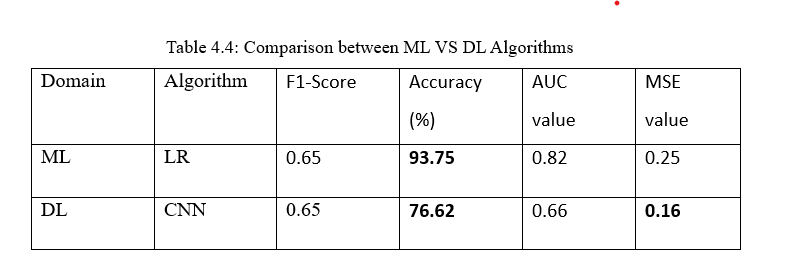 Table 4.4: Comparison between ML VS DL Algorithms
Domain Algorithm F1-Score Accuracy (%) AUC value MSE value
ML LR 0.65 93.75 0.82 0.25
DL CNN 0.65 76.62 0.66 0.16